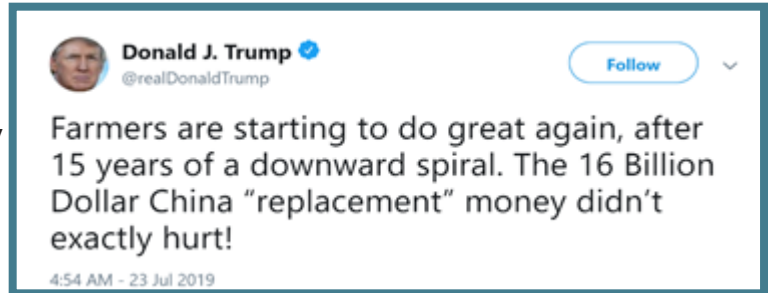 Donald J. Trump
@realDonaldTrump
Follow
Farmers are starting to do great again, after
15 years of a downward spiral. The 16 Billion
Dollar China “replacement” money didn’t
exactly hurt!
4:54 AM - 23 Jul 2019